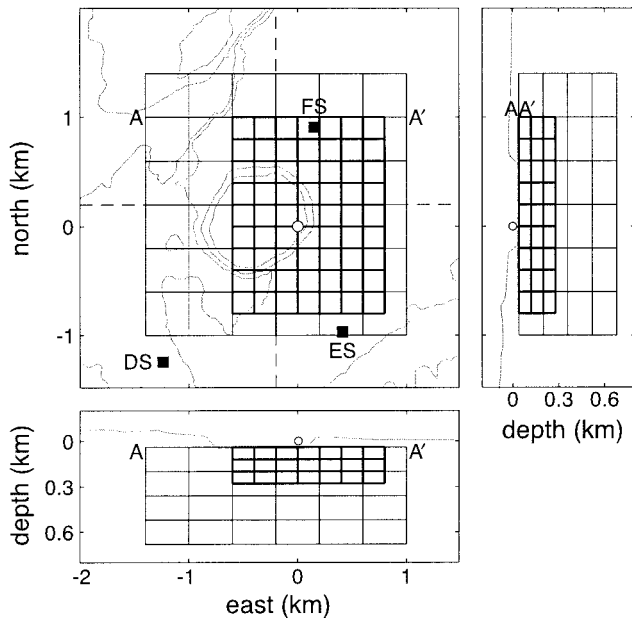 A A'
FS
AA'
1
0
-1
north (km)
DS
ES
0 0.3 0.6
depth (km)
A A'
0
0.3
0.6
depth (km)
-2 -1 0 1
east (km)